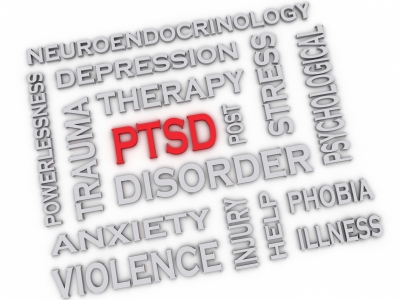 NEUROENDOCRINOLOGY
DEPRESSION
THERAPY
POWERLESSNESS
TRAUMA
PTSD
POST
STRESS
PSYCHOLOGICAL
DISORDER
ANXIETY
VIOLENCE
INJURY
HELP
PHOBIA
ILLNESS